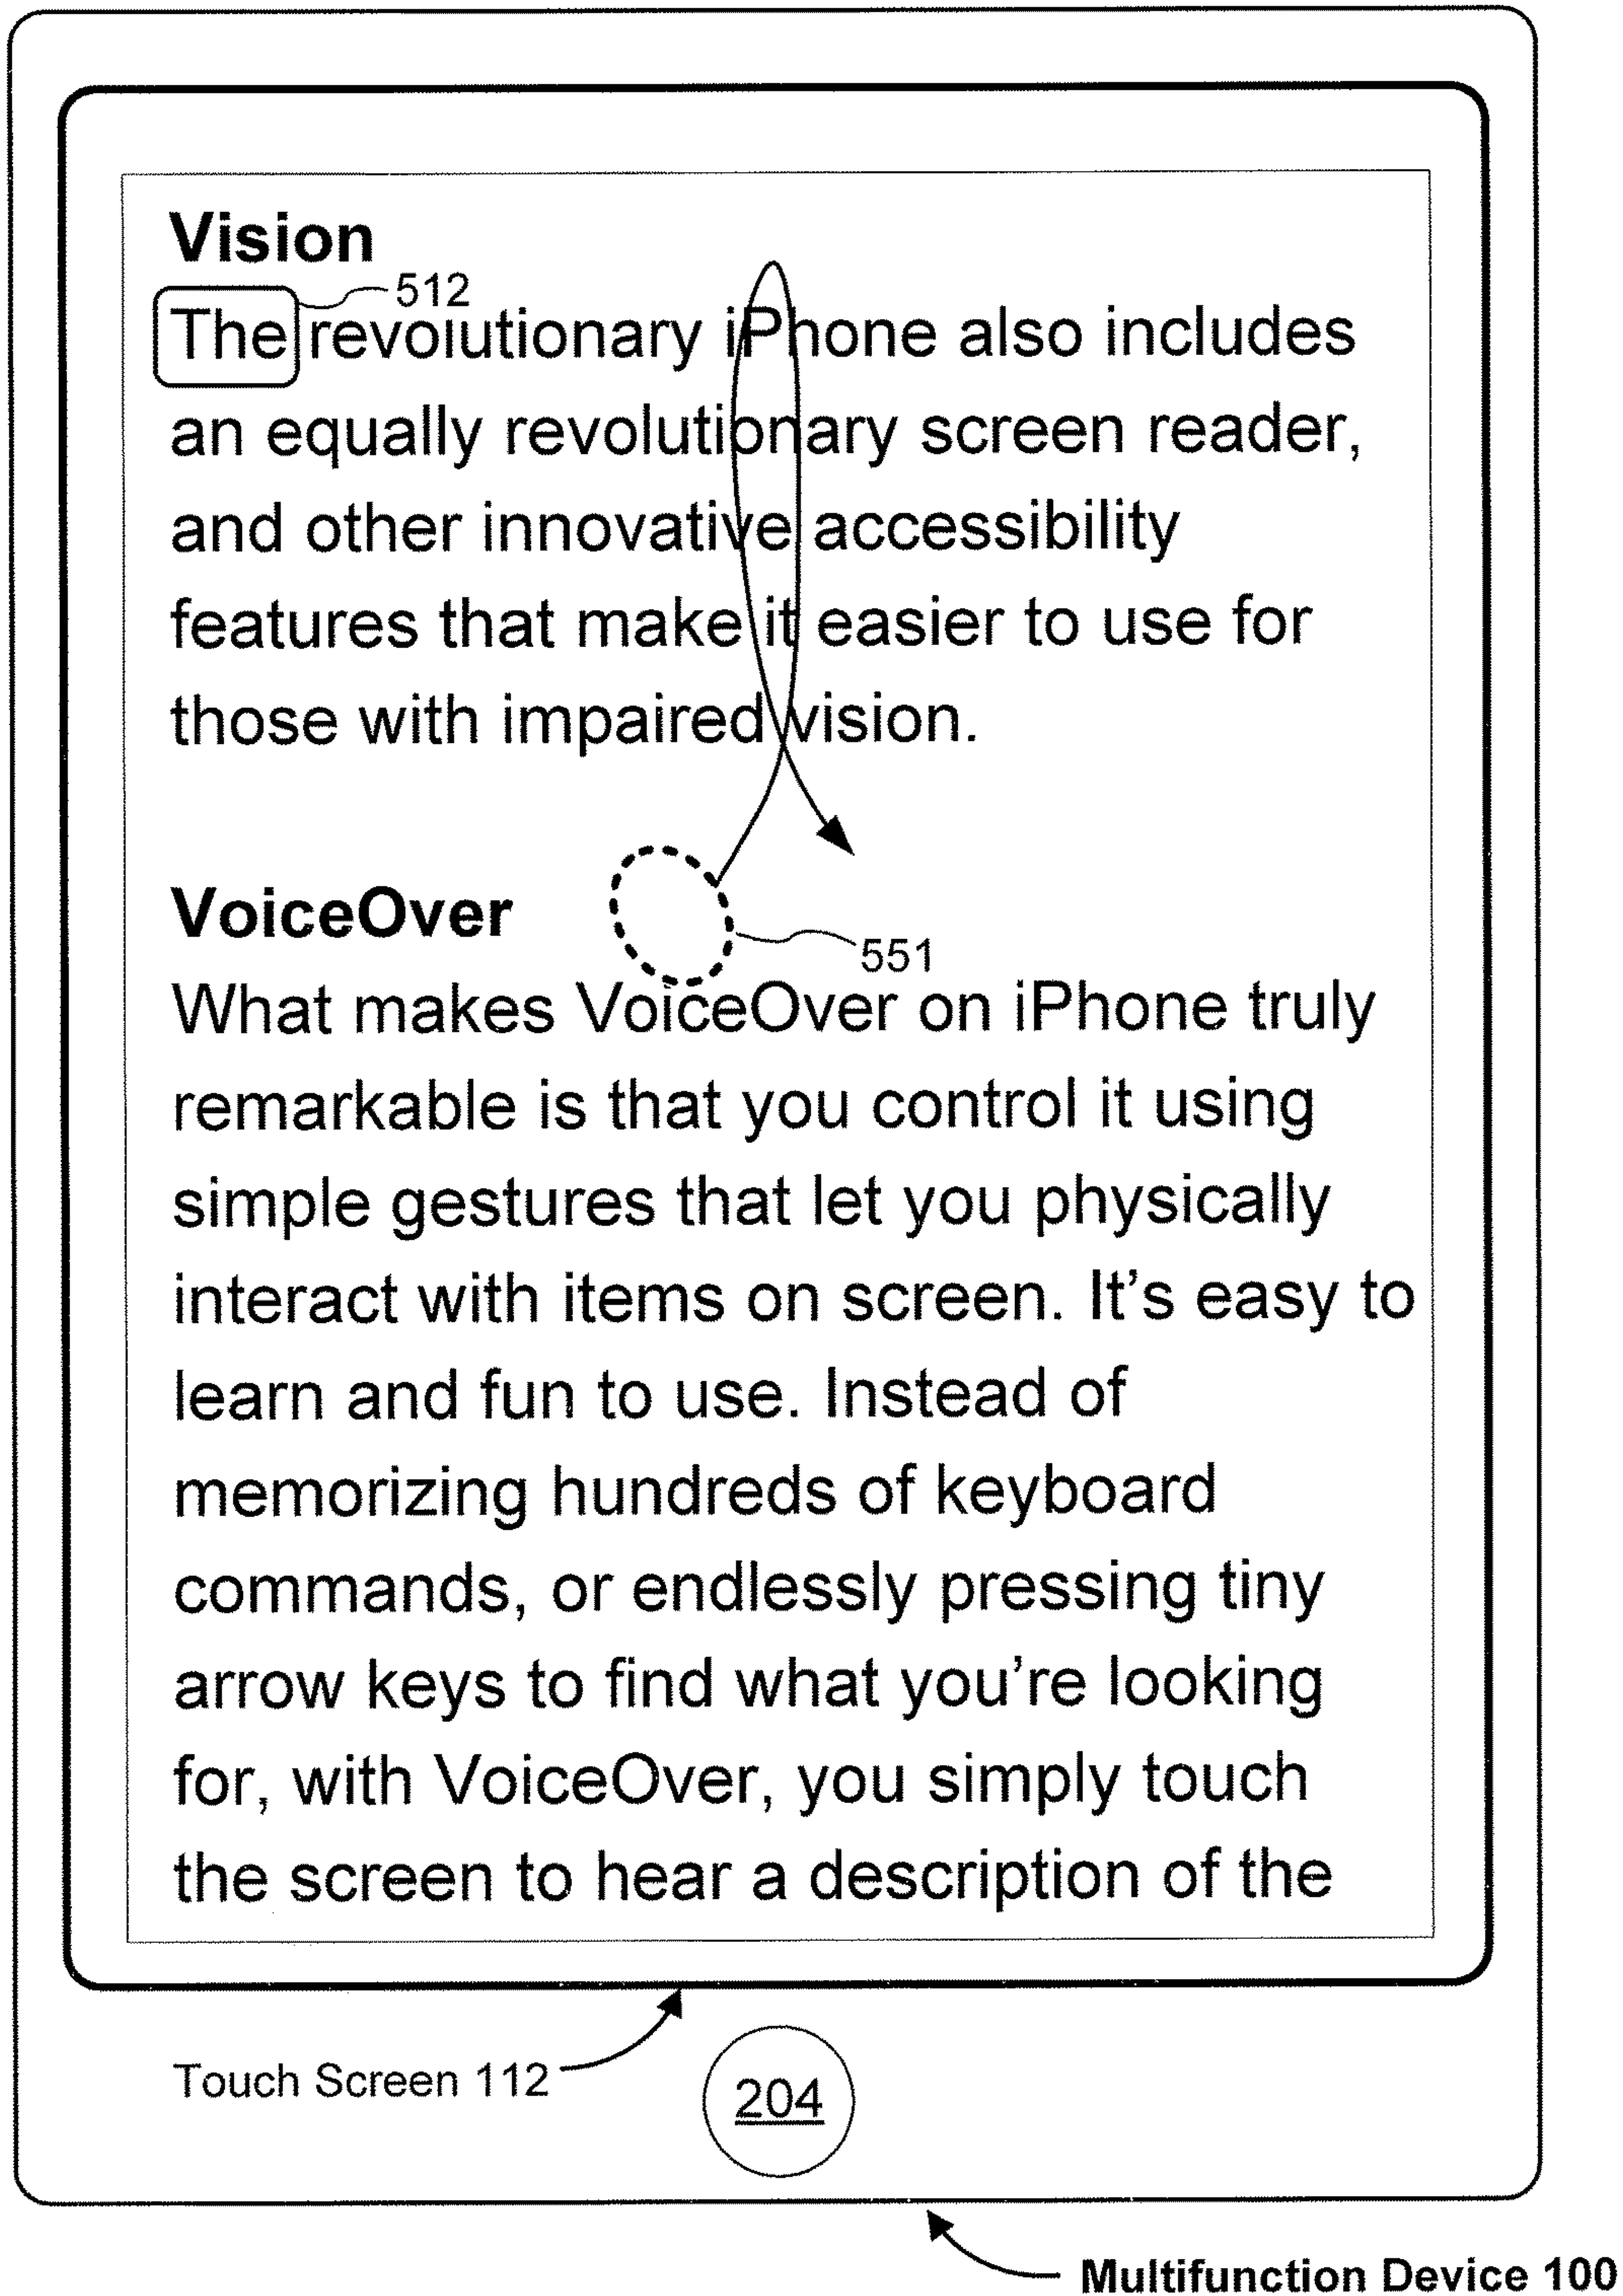 Vision
512
The revolutionary iPhone also includes
an equally revolutionary screen reader,
and other innovative accessibility
features that make it easier to use for
those with impaired vision.
VoiceOver
551
What makes VoiceOver on iPhone truly
remarkable is that you control it using
simple gestures that let you physically
interact with items on screen. It’s easy to
learn and fun to use. Instead of
memorizing hundreds of keyboard
commands, or endlessly pressing tiny
arrow keys to find what you’re looking
for, with VoiceOver, you simply touch
the screen to hear a description of the
Touch Screen 112
204
Multifunction Device 100